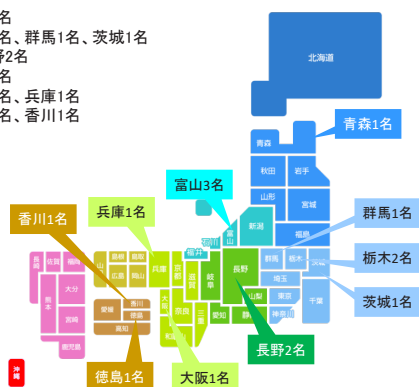 名
名、群馬1名、茨城1名
野2名
名
名、兵庫1名
名、香川1名
北海道
青森1名
青森
秋田
岩手
富山3名
山形
宮城
兵庫1名
香川1名
新潟
群馬1名
石川
富山
福島
福井
長野
群馬
栃木
茨城
栃木2名
長崎
佐賀
福岡
山口
島根
鳥取
兵庫
京都
滋賀
岐阜
埼玉
広島
岡山
大分
熊本
大阪
奈良
三重
山梨
東京
千葉
茨城1名
愛媛
香川
徳島
高知
愛知
静岡
神奈川
宮崎
鹿児島
長野2名
沖縄
徳島1名
大阪1名